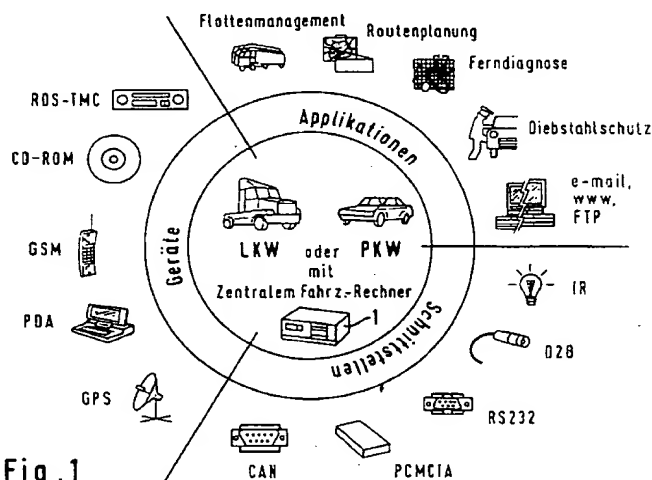 Flottenmanagement
Routenplanung
Ferndiagnose
Diebstahlschutz
e-mail,
www,
FTP
RDS-TMC
CD-ROM
GSM
PDA
GPS
Applikationen
Geräte
Schnittstellen
LKW oder PKW
mit
Zentralem Fahrz.-Rechner
1
IR
D2B
RS232
PCMCIA
CAN
Fig.1